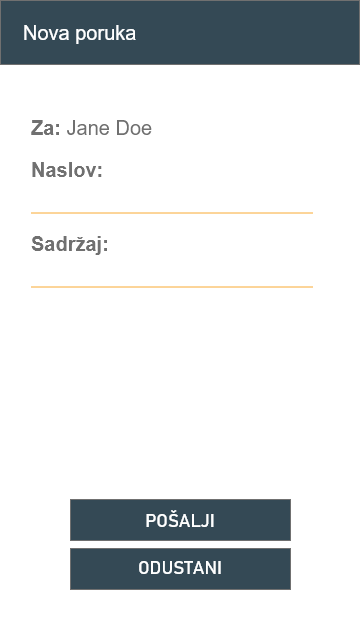 Nova poruka
Za: Jane Doe
Naslov:
Sadržaj:
POŠALJI
ODUSTANI